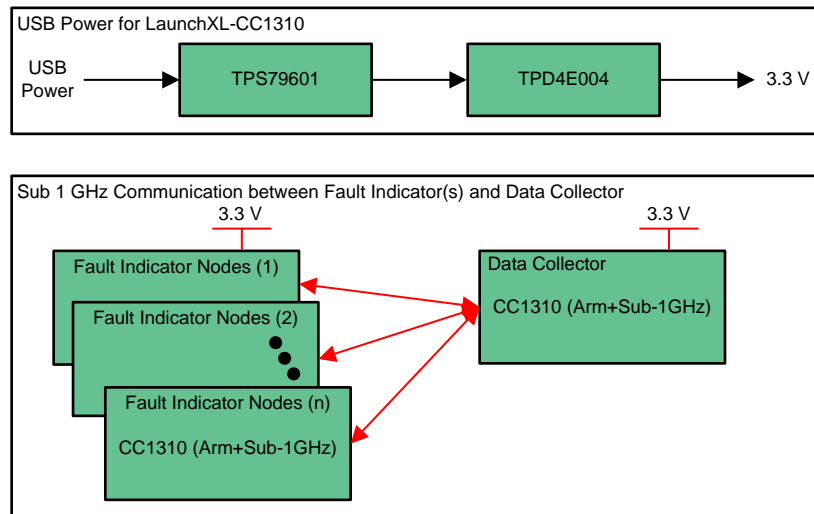 USB Power for LaunchXL-CC1310
USB
Power
TPS79601
TPD4E004
3.3 V
Sub 1 GHz Communication between Fault Indicator(s) and Data Collector
3.3 V
3.3 V
Fault Indicator Nodes (1)
Fault Indicator Nodes (2)
Fault Indicator Nodes (n)
CC1310 (Arm+Sub-1GHz)
Data Collector
CC1310 (Arm+Sub-1GHz)